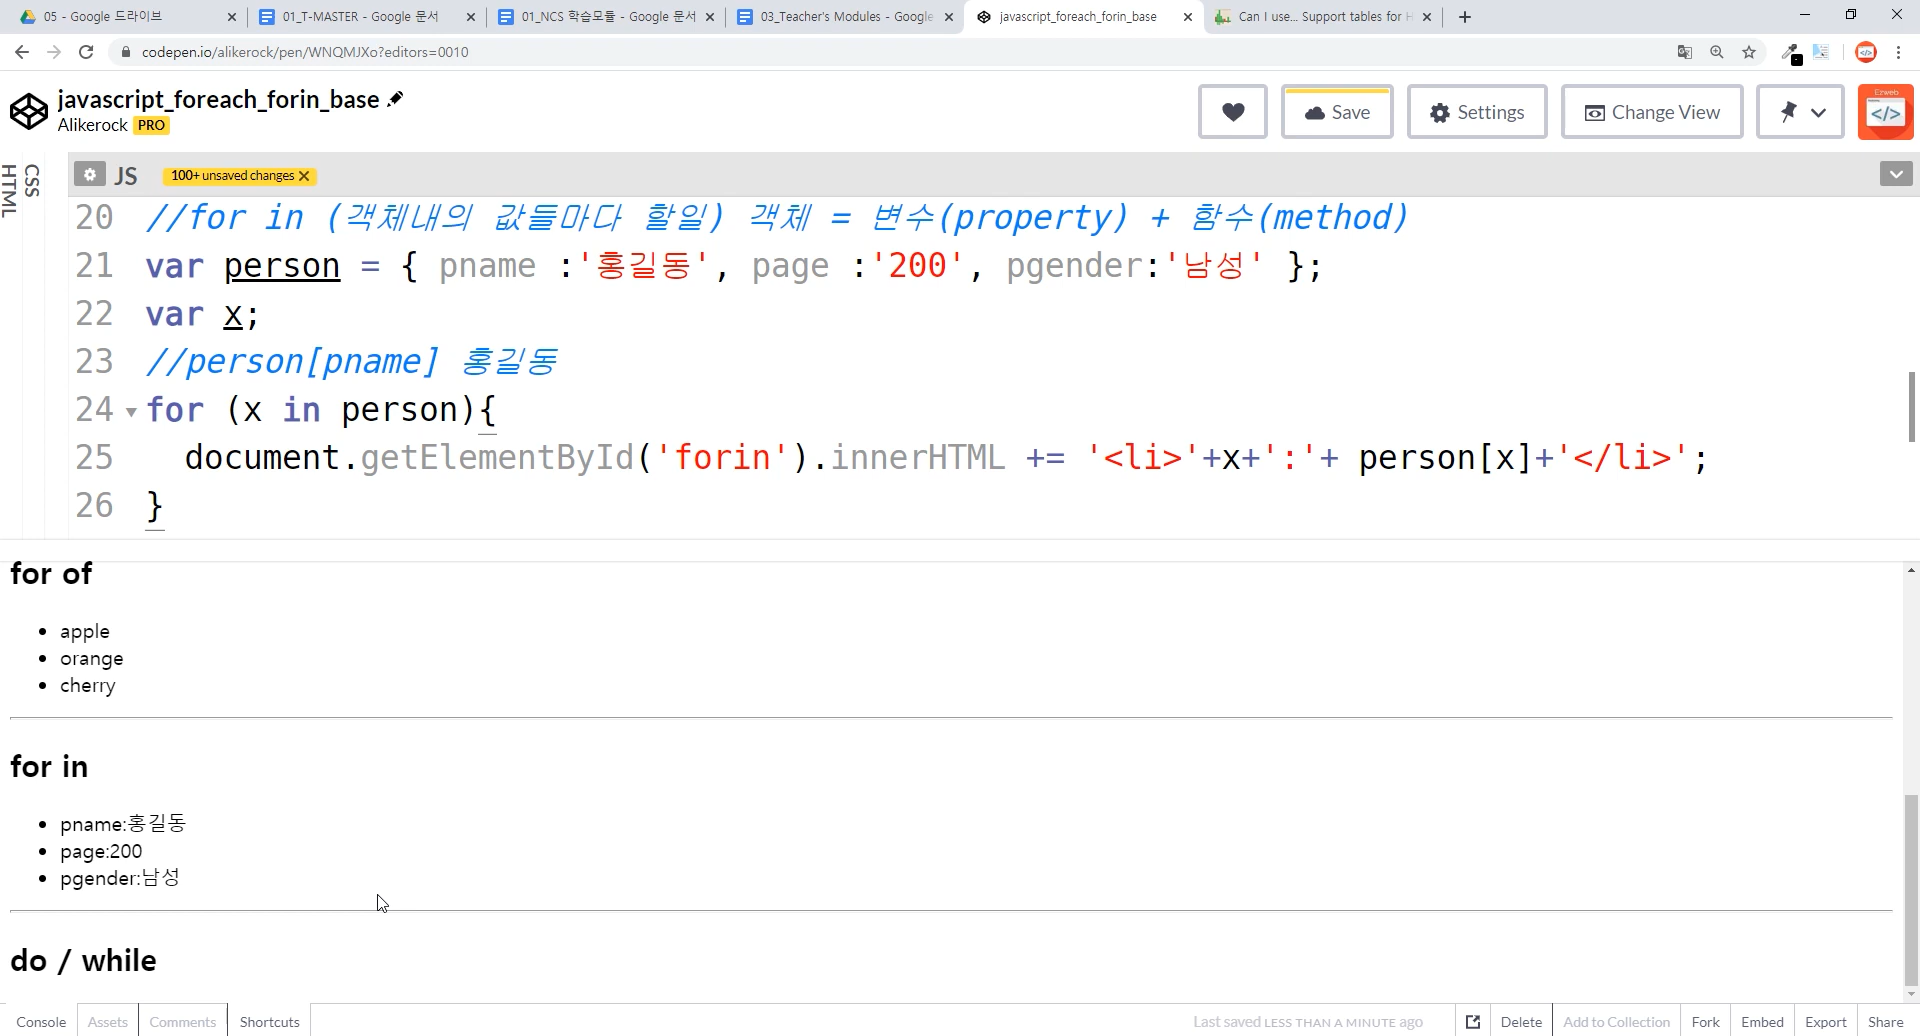 05 - Google 드라이브
01_T-MASTER - Google 문서
01_NCS 학습모듈 - Google 문서
03_Teacher's Modules - Google
javascript_foreach_forin_base
Can I use... Support tables for H
codepen.io/alikerock/pen/WNQMJXo?editors=0010
javascript_foreach_forin_base
Alikerock PRO
Save
Settings
Change View
Ezweb
HTML
CSS
JS
100+ unsaved changes
20 //for in (객체내의 값들마다 할일) 객체 = 변수(property) + 함수(method)
21 var person = { pname :'홍길동', page :'200', pgender:'남성' };
22 var x;
23 //person[pname] 홍길동
24 for (x in person){
25 document.getElementById('forin').innerHTML += '<li>'+x+':'+ person[x]+'</li>';
26 }
for of
apple
orange
cherry
for in
pname:홍길동
page:200
pgender:남성
do / while
Console
Assets
Comments
Shortcuts
Last saved LESS THAN A MINUTE ago
Delete
Add to Collection
Fork
Embed
Export
Share